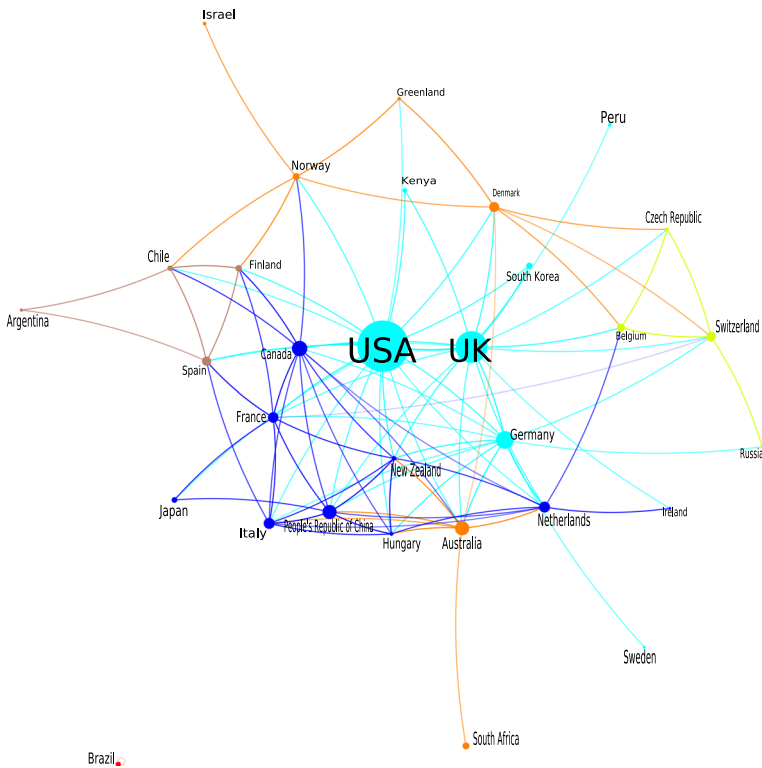 Israel
Greenland
Peru
Norway
Kenya
Denmark
Czech Republic
Chile
Finland
South Korea
Argentina
Switzerland
Belgium
USA
UK
Canada
Spain
France
Germany
Russia
New Zealand
Japan
People's Republic of China
Netherlands
Ireland
Italy
Hungary
Australia
Sweden
South Africa
Brazil